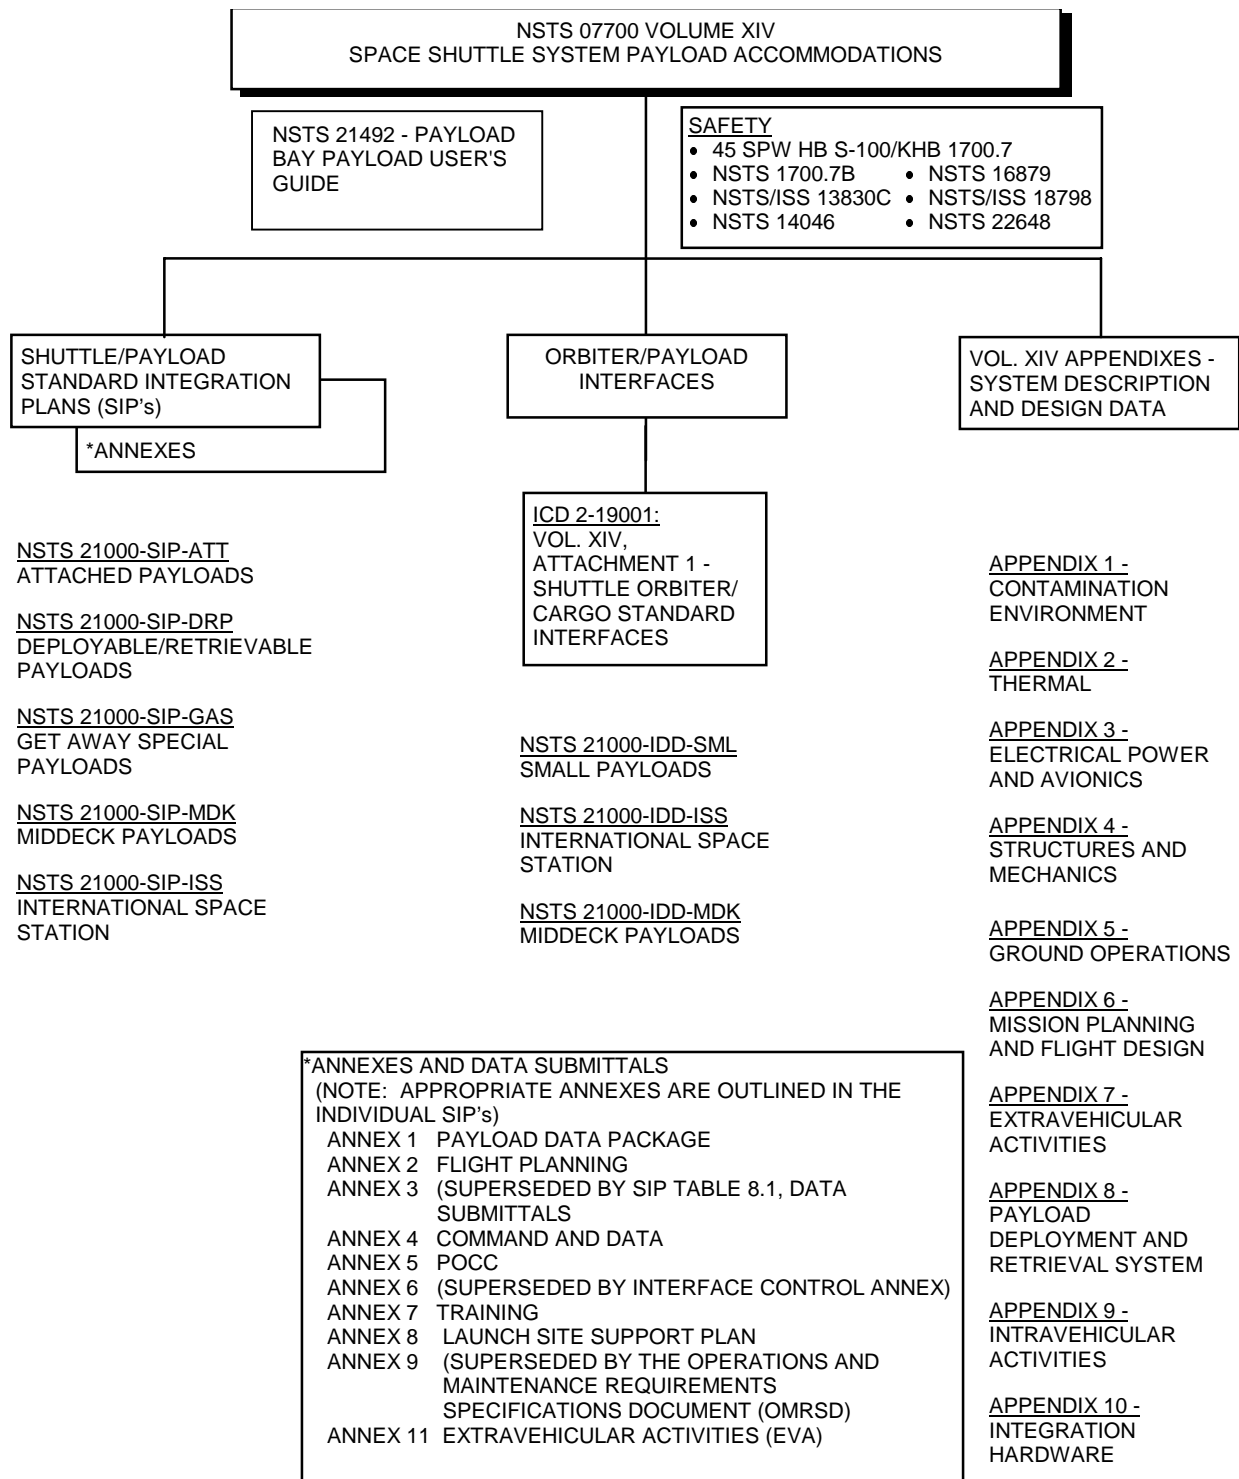 NSTS 07700 VOLUME XIV
SPACE SHUTTLE SYSTEM PAYLOAD ACCOMMODATIONS
NSTS 21492 - PAYLOAD
BAY PAYLOAD USER'S
GUIDE
SAFETY
• 45 SPW HB S-100/KHB 1700.7
• NSTS 1700.7B • NSTS 16879
• NSTS/ISS 13830C • NSTS/ISS 18798
• NSTS 14046 • NSTS 22648
SHUTTLE/PAYLOAD
STANDARD INTEGRATION
PLANS (SIP's)
*ANNEXES
NSTS 21000-SIP-ATT
ATTACHED PAYLOADS
NSTS 21000-SIP-DRP
DEPLOYABLE/RETRIEVABLE
PAYLOADS
NSTS 21000-SIP-GAS
GET AWAY SPECIAL
PAYLOADS
NSTS 21000-SIP-MDK
MIDDECK PAYLOADS
NSTS 21000-SIP-ISS
INTERNATIONAL SPACE
STATION
ORBITER/PAYLOAD
INTERFACES
ICD 2-19001:
VOL. XIV,
ATTACHMENT 1 -
SHUTTLE ORBITER/
CARGO STANDARD
INTERFACES
NSTS 21000-IDD-SML
SMALL PAYLOADS
NSTS 21000-IDD-ISS
INTERNATIONAL SPACE
STATION
NSTS 21000-IDD-MDK
MIDDECK PAYLOADS
VOL. XIV APPENDIXES -
SYSTEM DESCRIPTION
AND DESIGN DATA
APPENDIX 1 -
CONTAMINATION
ENVIRONMENT
APPENDIX 2 -
THERMAL
APPENDIX 3 -
ELECTRICAL POWER
AND AVIONICS
APPENDIX 4 -
STRUCTURES AND
MECHANICS
APPENDIX 5 -
GROUND OPERATIONS
APPENDIX 6 -
MISSION PLANNING
AND FLIGHT DESIGN
APPENDIX 7 -
EXTRAVEHICULAR
ACTIVITIES
APPENDIX 8 -
PAYLOAD
DEPLOYMENT AND
RETRIEVAL SYSTEM
APPENDIX 9 -
INTRAVEHICULAR
ACTIVITIES
APPENDIX 10 -
INTEGRATION
HARDWARE
*ANNEXES AND DATA SUBMITTALS
(NOTE: APPROPRIATE ANNEXES ARE OUTLINED IN THE
INDIVIDUAL SIP's)
ANNEX 1 PAYLOAD DATA PACKAGE
ANNEX 2 FLIGHT PLANNING
ANNEX 3 (SUPERSEDED BY SIP TABLE 8.1, DATA
SUBMITTALS
ANNEX 4 COMMAND AND DATA
ANNEX 5 POCC
ANNEX 6 (SUPERSEDED BY INTERFACE CONTROL ANNEX)
ANNEX 7 TRAINING
ANNEX 8 LAUNCH SITE SUPPORT PLAN
ANNEX 9 (SUPERSEDED BY THE OPERATIONS AND
MAINTENANCE REQUIREMENTS
SPECIFICATIONS DOCUMENT (OMRSD)
ANNEX 11 EXTRAVEHICULAR ACTIVITIES (EVA)